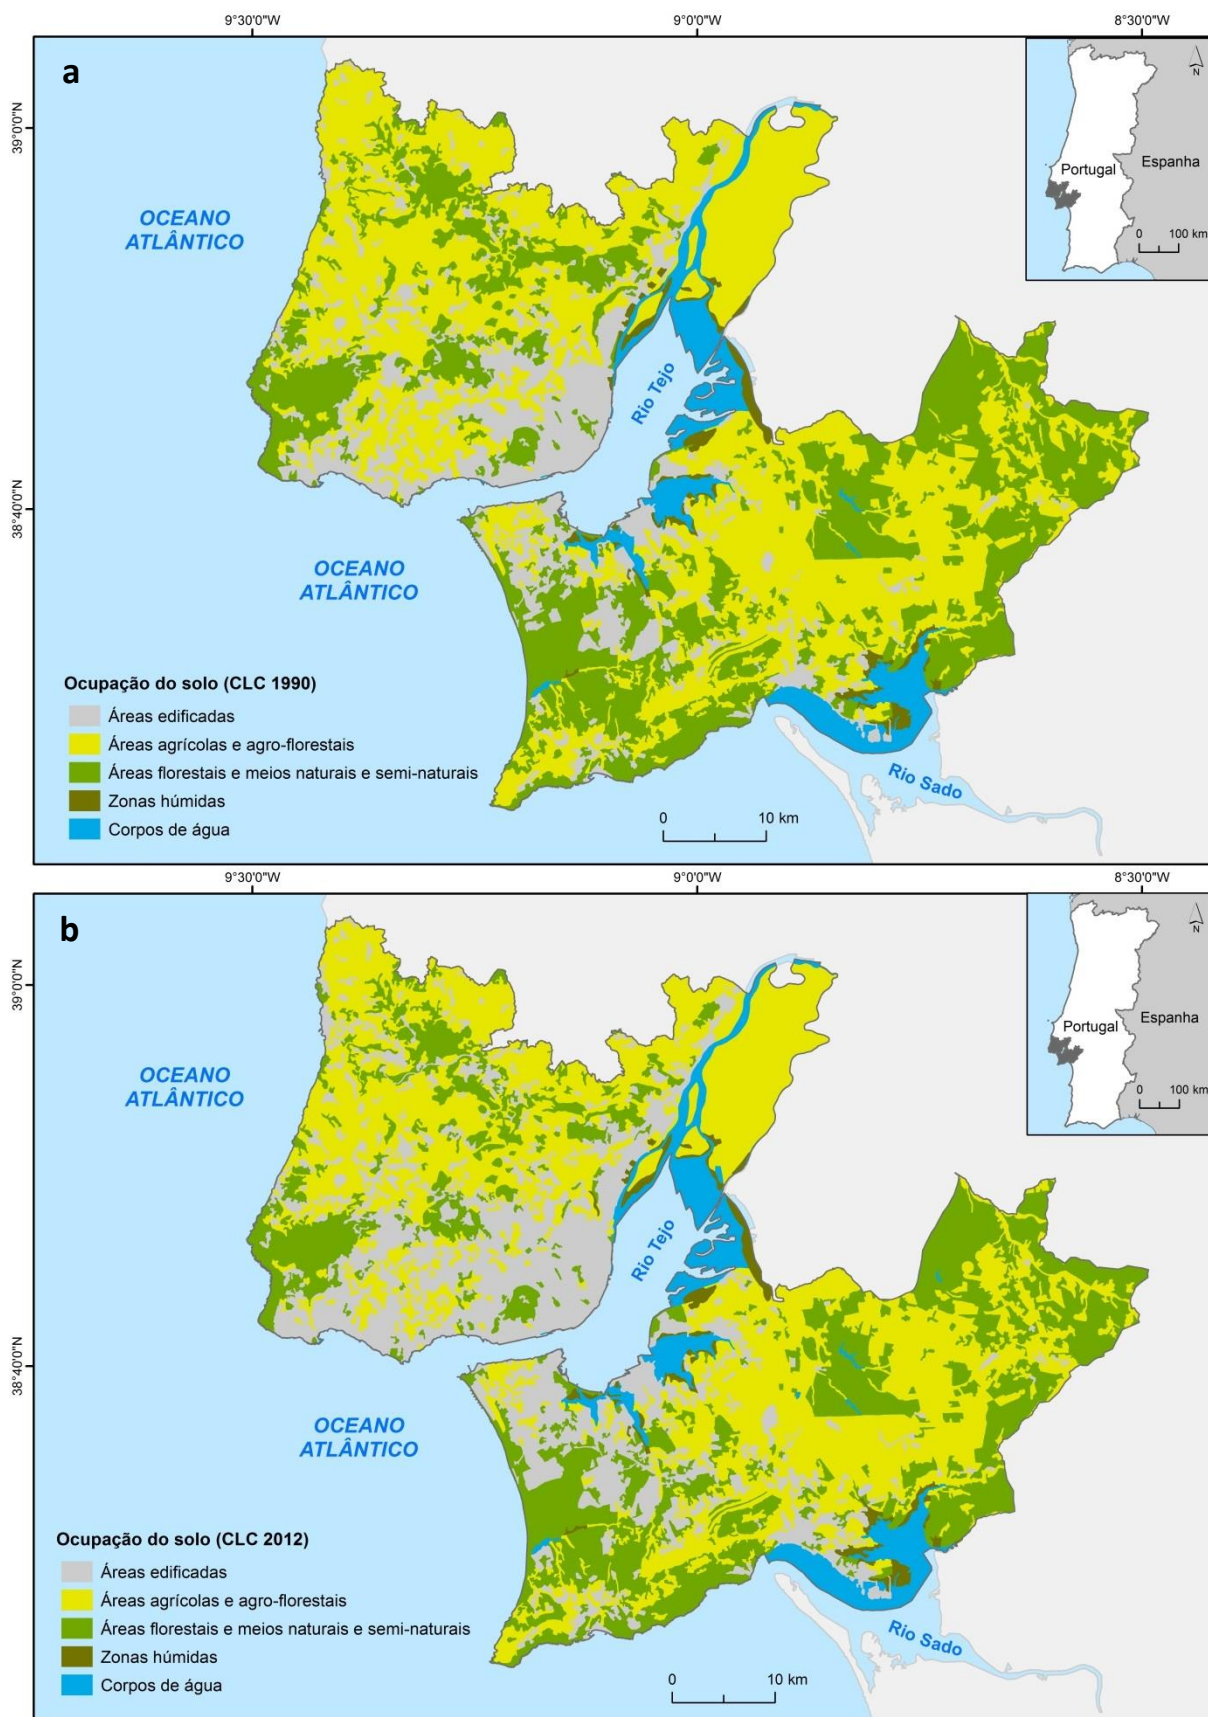 9°30'0"W 9°0'0"W 8°30'0"W
a
N
39°0'0"N
Portugal
Espanha
OCEANO
ATLÂNTICO
0 100 km
Rio Tejo
38°40'0"N
OCEANO
ATLÂNTICO
Ocupação do solo (CLC 1990)
Áreas edificadas
Áreas agrícolas e agro-florestais
Áreas florestais e meios naturais e semi-naturais
Zonas húmidas
Corpos de água
Rio Sado
0 10 km
9°30'0"W 9°0'0"W 8°30'0"W
b
N
39°0'0"N
Portugal
Espanha
OCEANO
ATLÂNTICO
0 100 km
Rio Tejo
38°40'0"N
OCEANO
ATLÂNTICO
Ocupação do solo (CLC 2012)
Áreas edificadas
Áreas agrícolas e agro-florestais
Áreas florestais e meios naturais e semi-naturais
Zonas húmidas
Corpos de água
Rio Sado
0 10 km